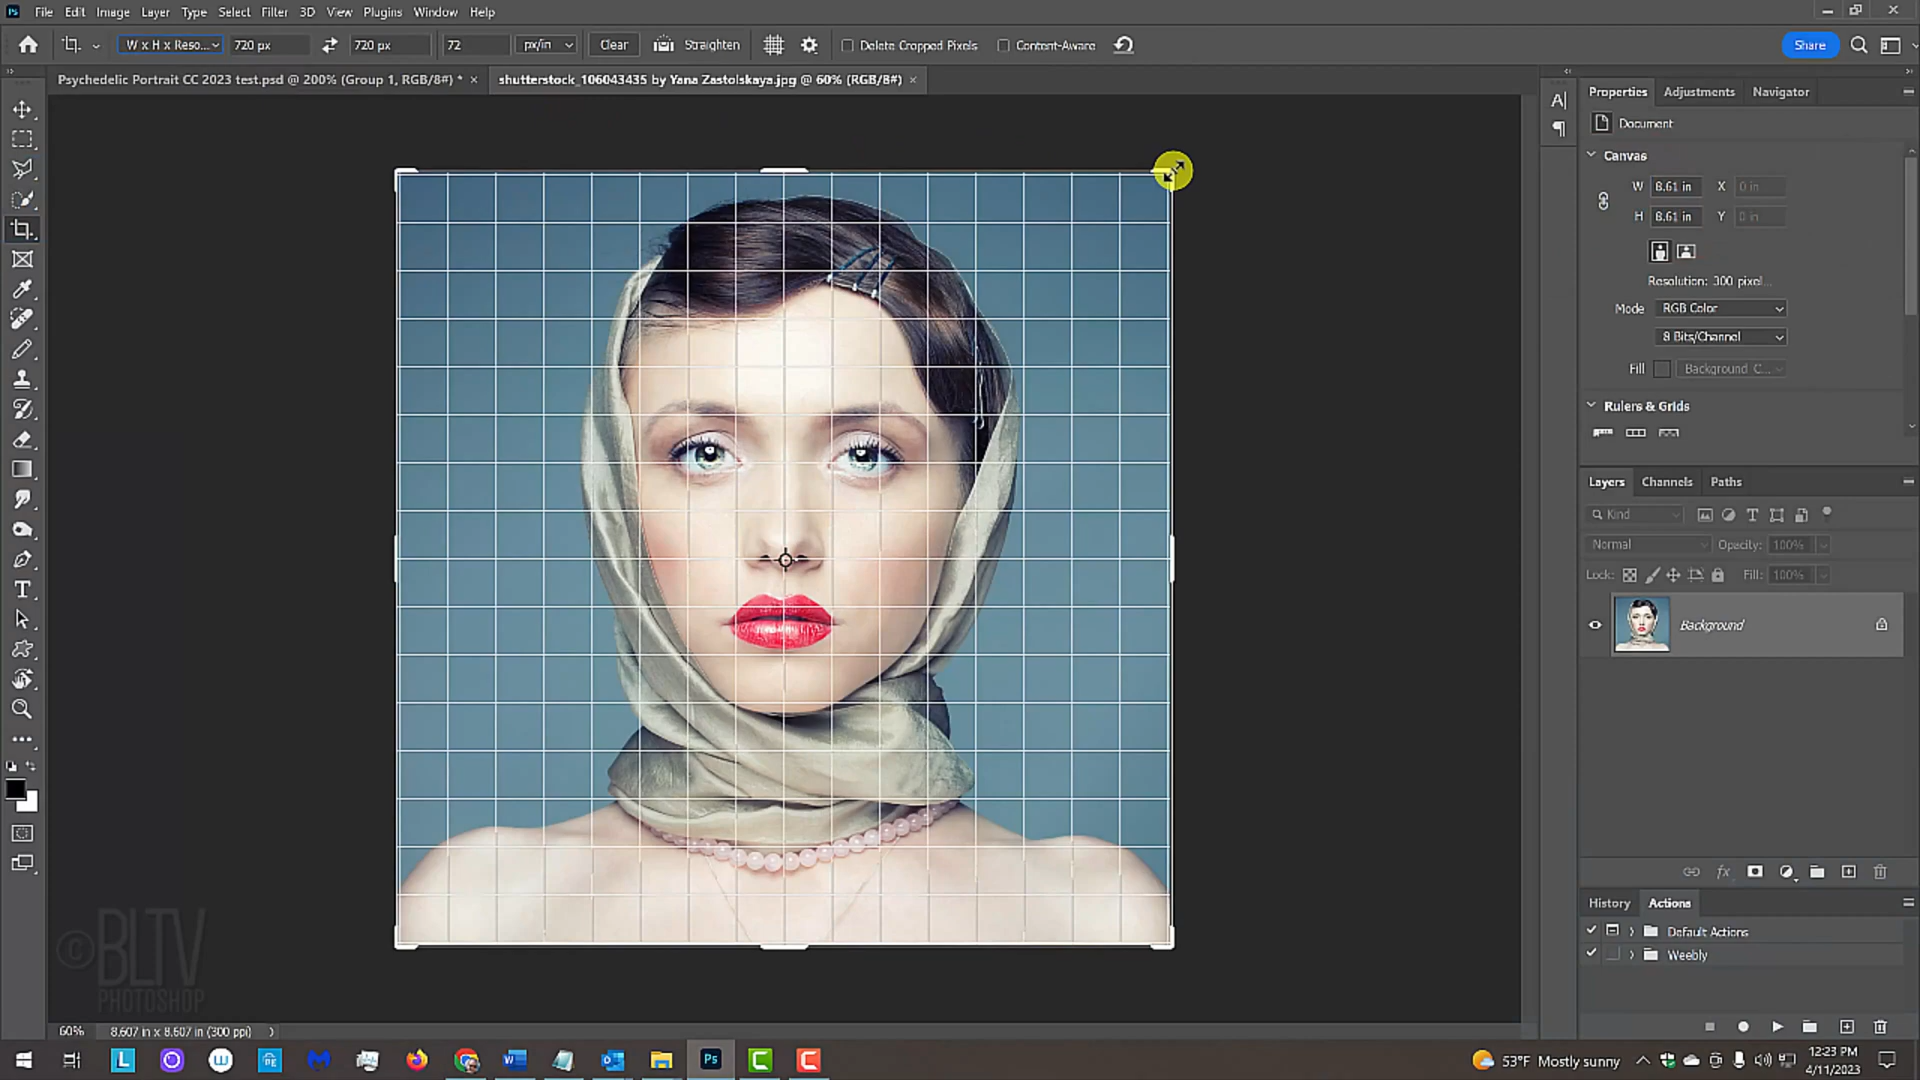 Ps File Edit Image Layer Type Select Filter 3D View Plugins Window Help
W x H x Reso... 720 px 720 px 72 px/in Clear Straighten Delete Cropped Pixels Content-Aware Share
Psychedelic Portrait CC 2023 test.psd @ 200% (Group 1, RGB/8#) * × shutterstock_106043435 by Yana Zastolskaya.jpg @ 60% (RGB/8#) ×
Properties Adjustments Navigator
Document
Canvas
W 8.61 in X 0 in
H 8.61 in Y 0 in
Resolution: 300 pixel...
Mode RGB Color
8 Bits/Channel
Fill Background C...
Rulers & Grids
Layers Channels Paths
Kind
Normal Opacity: 100%
Lock: Fill: 100%
Background
History Actions
Default Actions
Weebly
©BLTV
PHOTOSHOP
60% 8.607 in x 8.607 in (300 ppi)
53°F Mostly sunny
12:23 PM
4/11/2023